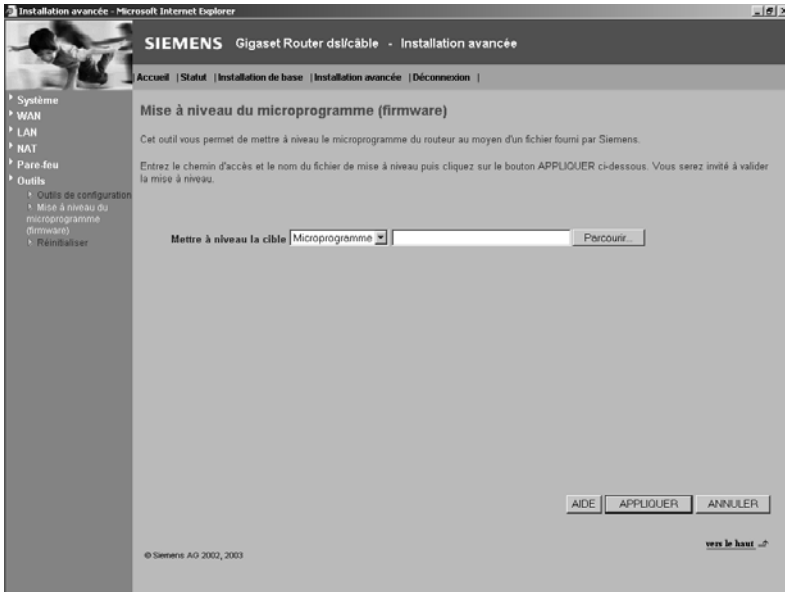 Installation avancée - Microsoft Internet Explorer
SIEMENS Gigaset Router dsl/câble - Installation avancée
Accueil | Statut | Installation de base | Installation avancée | Déconnexion |
Système
WAN
LAN
NAT
Pare-feu
Outils
Outils de configuration
Mise à niveau du
microprogramme
(firmware)
Réinitialiser
Mise à niveau du microprogramme (firmware)
Cet outil vous permet de mettre à niveau le microprogramme du routeur au moyen d'un fichier fourni par Siemens.
Entrez le chemin d'accès et le nom du fichier de mise à niveau puis cliquez sur le bouton APPLIQUER ci-dessous. Vous serez invité à valider
la mise à niveau.
Mettre à niveau la cible Microprogramme Parcourir...
AIDE APPLIQUER ANNULER
vers le haut
© Siemens AG 2002, 2003